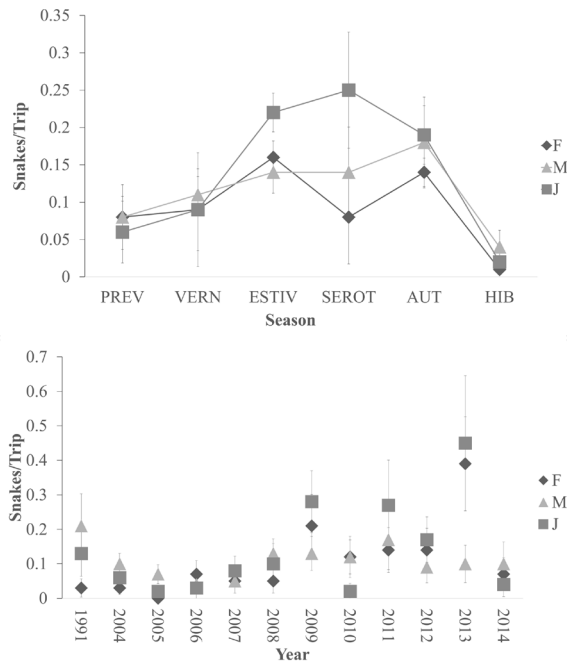 0.35
0.3
0.25
0.2
0.15
0.1
0.05
0
Snakes/Trip
PREV VERN ESTIV SEROT AUT HIB
Season
F
M
J
0.7
0.6
0.5
0.4
0.3
0.2
0.1
0
Snakes/Trip
1991 2004 2005 2006 2007 2008 2009 2010 2011 2012 2013 2014
Year
F
M
J